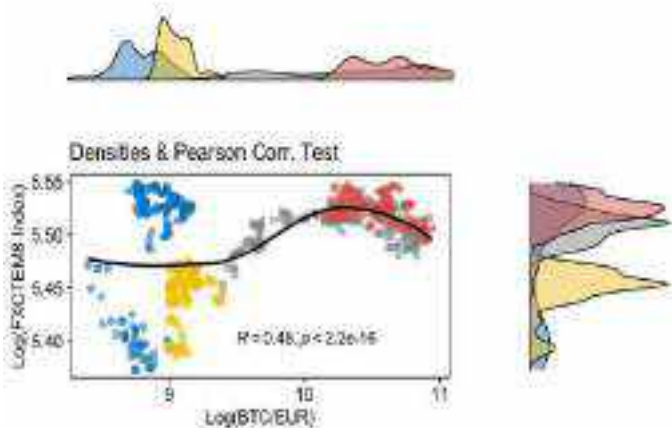 Densities & Pearson Corr. Test
Log(FXCTEM8 Index)
5.55
5.50
5.45
5.40
R² = 0.48, p < 2.2e-16
9
10
11
Log(BTC/EUR)